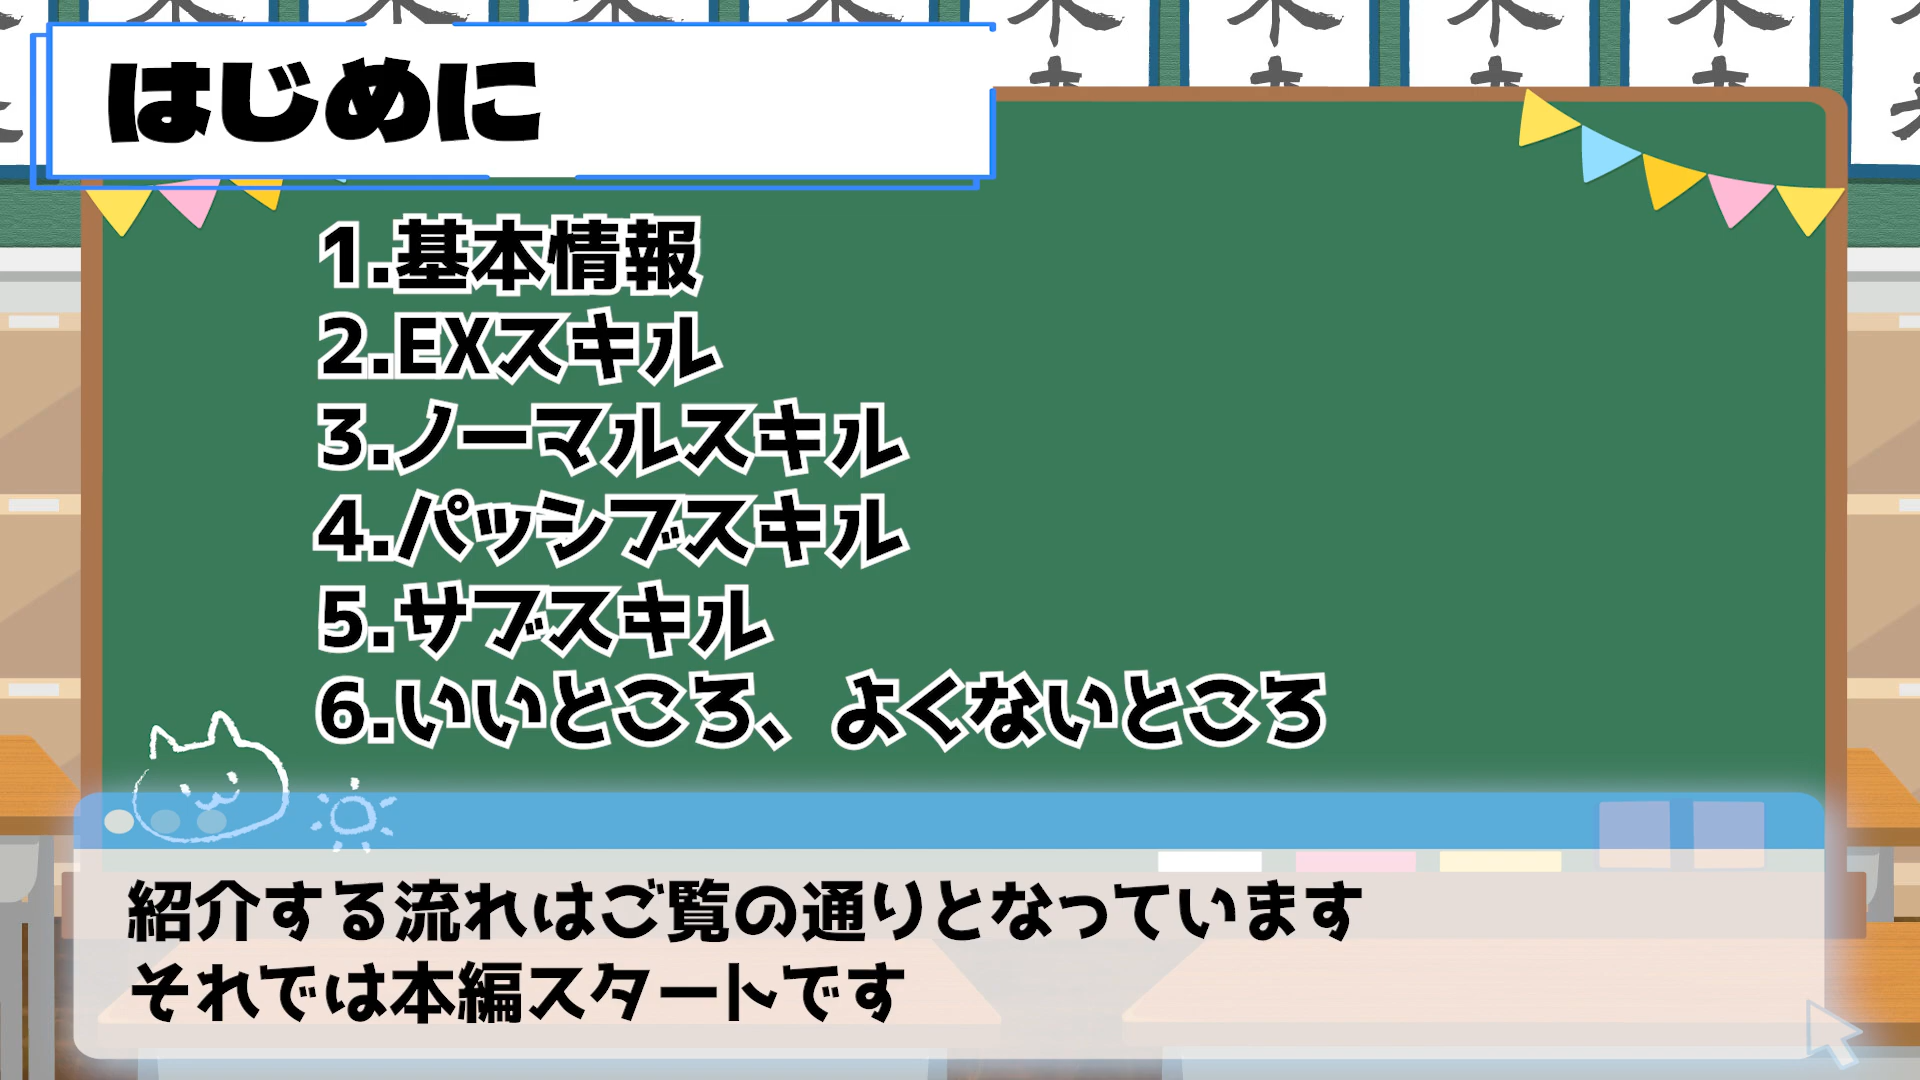 はじめに
1.基本情報
2.EXスキル
3.ノーマルスキル
4.パッシブスキル
5.サブスキル
6.いいところ、よくないところ
紹介する流れはご覧の通りとなっています
それでは本編スタートです